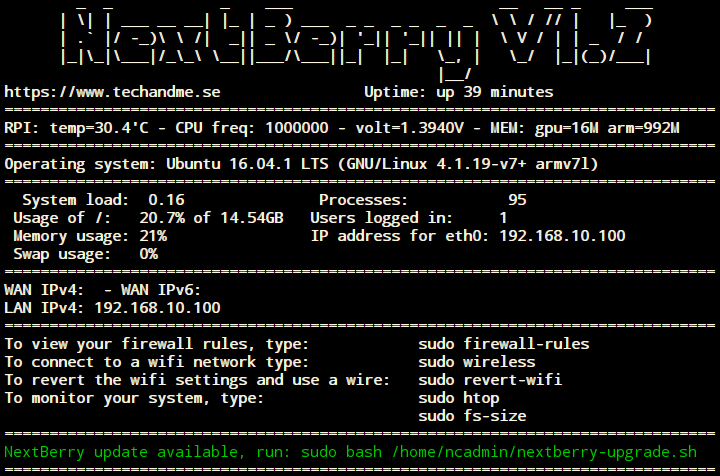 NextBerry V1.2
https://www.techandme.se Uptime: up 39 minutes
RPI: temp=30.4'C - CPU freq: 1000000 - volt=1.3940V - MEM: gpu=16M arm=992M
Operating system: Ubuntu 16.04.1 LTS (GNU/Linux 4.1.19-v7+ armv7l)
System load: 0.16 Processes: 95
Usage of /: 20.7% of 14.54GB Users logged in: 1
Memory usage: 21% IP address for eth0: 192.168.10.100
Swap usage: 0%
WAN IPv4: - WAN IPv6:
LAN IPv4: 192.168.10.100
To view your firewall rules, type: sudo firewall-rules
To connect to a wifi network type: sudo wireless
To revert the wifi settings and use a wire: sudo revert-wifi
To monitor your system, type: sudo htop
sudo fs-size
NextBerry update available, run: sudo bash /home/ncadmin/nextberry-upgrade.sh